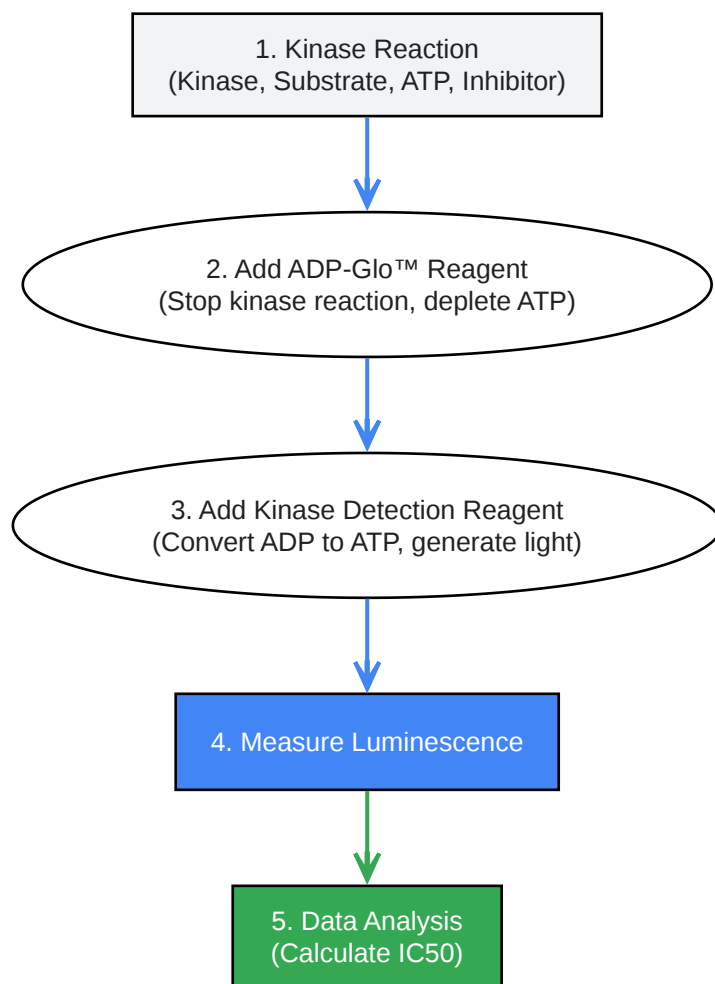 1. Kinase Reaction
(Kinase, Substrate, ATP, Inhibitor)
2. Add ADP-Glo™ Reagent
(Stop kinase reaction, deplete ATP)
3. Add Kinase Detection Reagent
(Convert ADP to ATP, generate light)
4. Measure Luminescence
5. Data Analysis
(Calculate IC50)